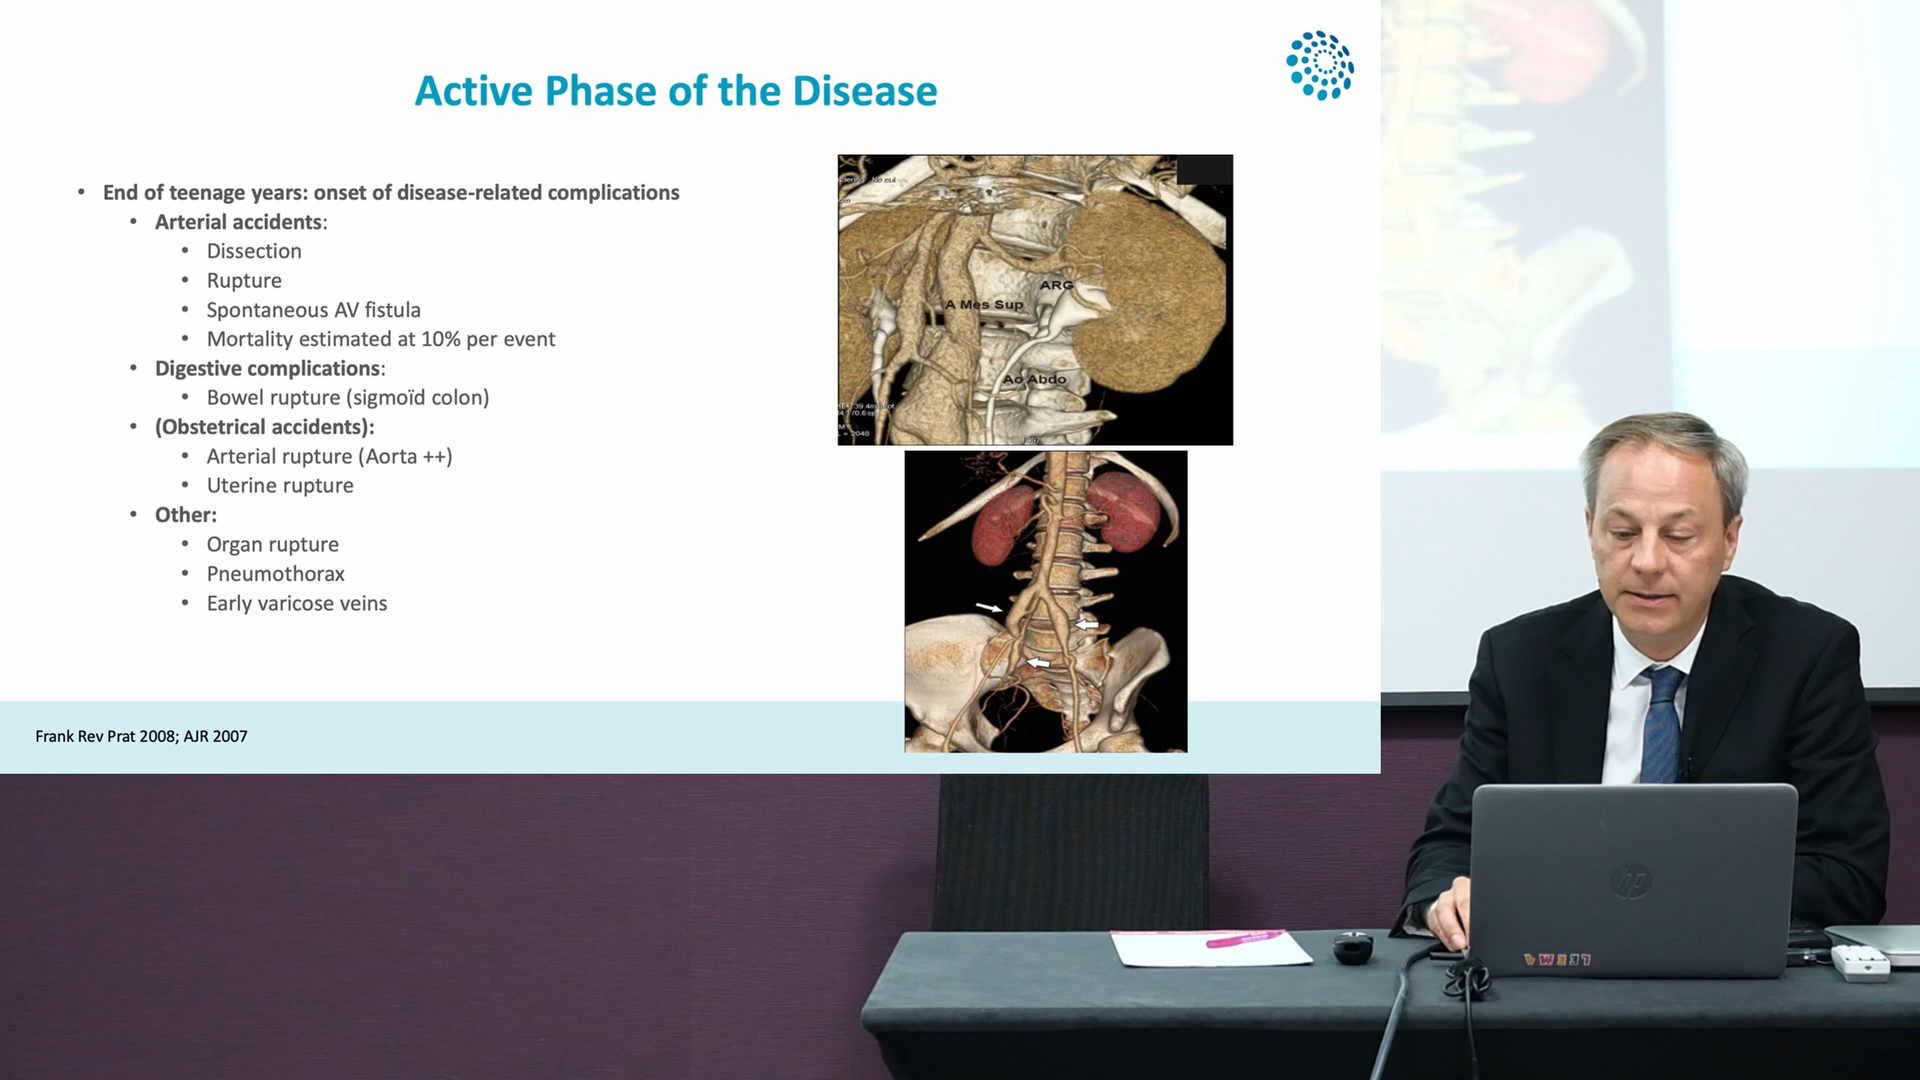 Active Phase of the Disease
• End of teenage years: onset of disease-related complications
• Arterial accidents:
• Dissection
• Rupture
• Spontaneous AV fistula
• Mortality estimated at 10% per event
• Digestive complications:
• Bowel rupture (sigmoïd colon)
• (Obstetrical accidents):
• Arterial rupture (Aorta ++)
• Uterine rupture
• Other:
• Organ rupture
• Pneumothorax
• Early varicose veins
ARG
A Mes Sup
Ao Abdo
Frank Rev Prat 2008; AJR 2007
hp